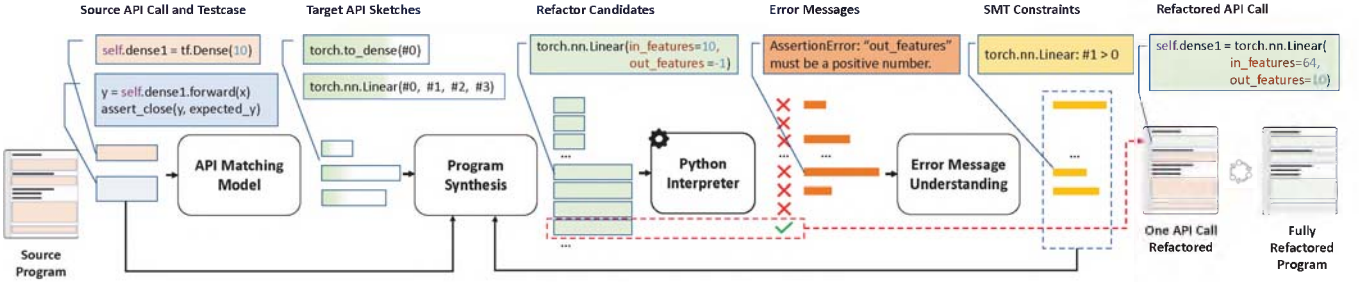 Source API Call and Testcase
Target API Sketches
Refactor Candidates
Error Messages
SMT Constraints
Refactored API Call
self.dense1 = tf.Dense(10)
y = self.dense1.forward(x)
assert_close(y, expected_y)
torch.to_dense(#0)
torch.nn.Linear(#0, #1, #2, #3)
torch.nn.Linear(in_features=10,
out_features =-1)
AssertionError: "out_features"
must be a positive number.
torch.nn.Linear: #1 > 0
self.dense1 = torch.nn.Linear(
in_features=64,
out_features=10)
...
...
...
...
API Matching
Model
Program
Synthesis
Python
Interpreter
Error Message
Understanding
Source
Program
One API Call
Refactored
Fully
Refactored
Program